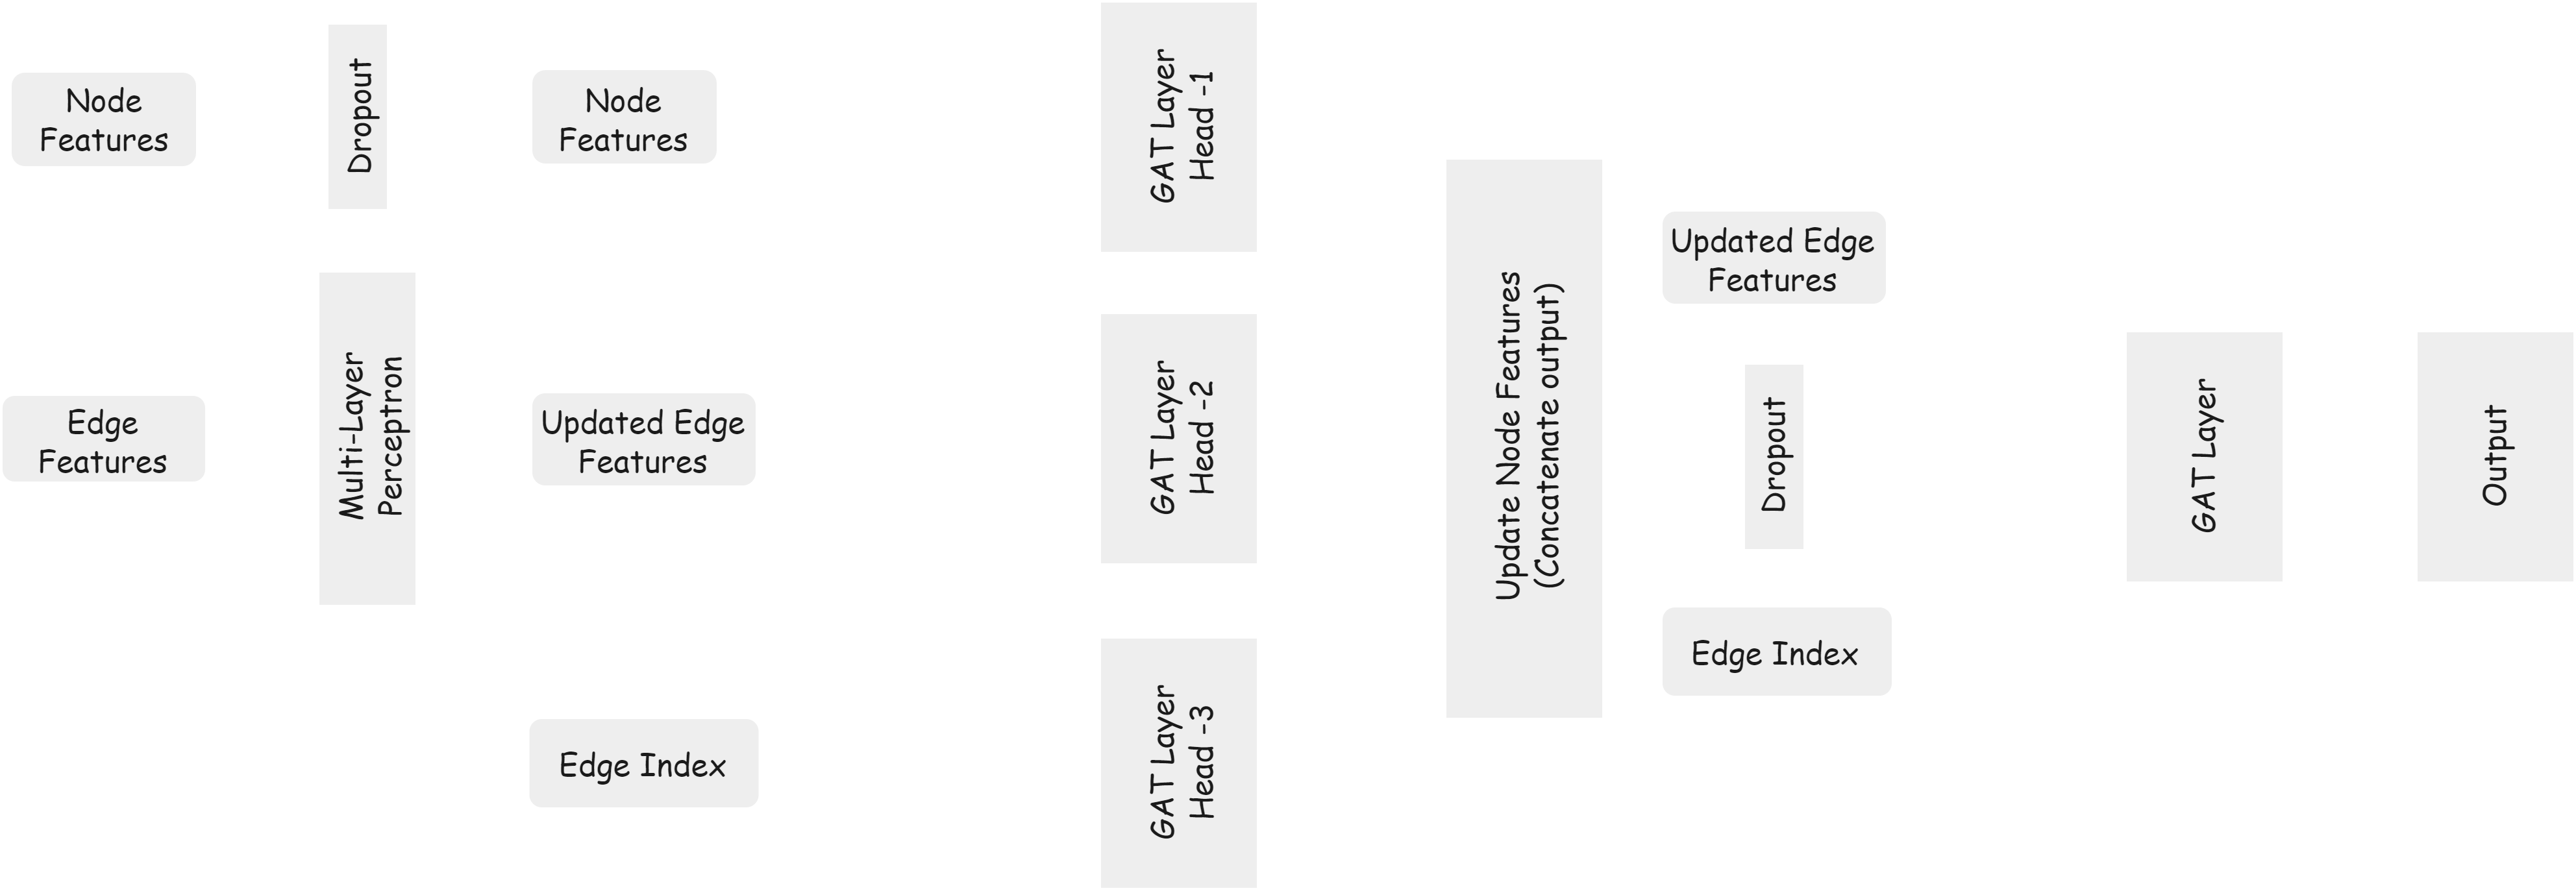 Node
Features
Dropout
Node
Features
GAT Layer
Head -1
Edge
Features
Multi-Layer
Perceptron
Updated Edge
Features
GAT Layer
Head -2
Edge Index
GAT Layer
Head -3
Update Node Features
(Concatenate output)
Updated Edge
Features
Dropout
Edge Index
GAT Layer
Output